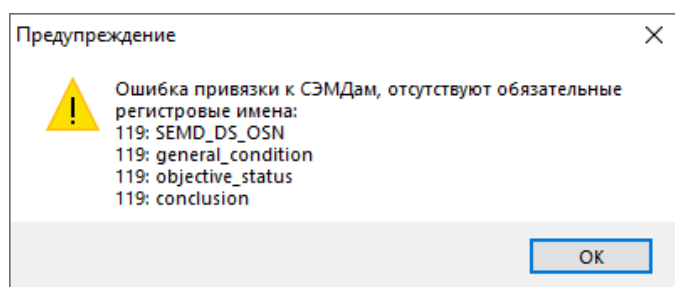 Предупреждение
Ошибка привязки к СЭМДам, отсутствуют обязательные
регистровые имена:
119: SEMD_DS_OSN
119: general_condition
119: objective_status
119: conclusion
OK